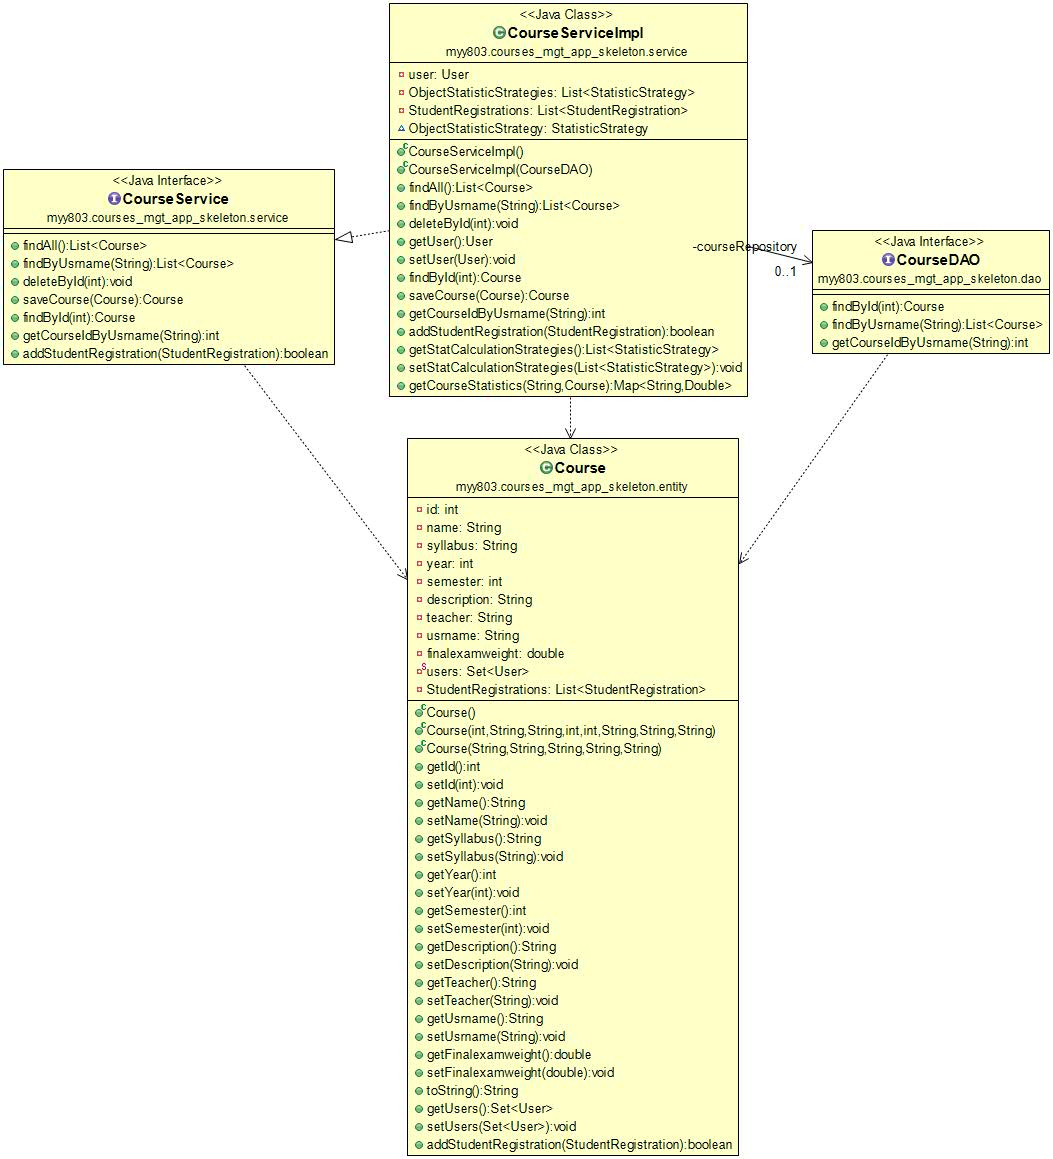 <<Java Class>>
CourseServiceImpl
myy803.courses_mgt_app_skeleton.service
user: User
ObjectStatisticStrategies: List<StatisticStrategy>
StudentRegistrations: List<StudentRegistration>
ObjectStatisticStrategy: StatisticStrategy
CourseServiceImpl()
CourseServiceImpl(CourseDAO)
findAll():List<Course>
findByUsrname(String):List<Course>
deleteById(int):void
getUser():User
setUser(User):void
findById(int):Course
saveCourse(Course):Course
getCourseIdByUsrname(String):int
addStudentRegistration(StudentRegistration):boolean
getStatCalculationStrategies():List<StatisticStrategy>
setStatCalculationStrategies(List<StatisticStrategy>):void
getCourseStatistics(String,Course):Map<String,Double>
<<Java Interface>>
CourseService
myy803.courses_mgt_app_skeleton.service
findAll():List<Course>
findByUsrname(String):List<Course>
deleteById(int):void
saveCourse(Course):Course
findById(int):Course
getCourseIdByUsrname(String):int
addStudentRegistration(StudentRegistration):boolean
-courseRepository
0..1
<<Java Interface>>
CourseDAO
myy803.courses_mgt_app_skeleton.dao
findById(int):Course
findByUsrname(String):List<Course>
getCourseIdByUsrname(String):int
<<Java Class>>
Course
myy803.courses_mgt_app_skeleton.entity
id: int
name: String
syllabus: String
year: int
semester: int
description: String
teacher: String
usrname: String
finalexamweight: double
users: Set<User>
StudentRegistrations: List<StudentRegistration>
Course()
Course(int,String,String,int,int,String,String,String)
Course(String,String,String,String,String)
getId():int
setId(int):void
getName():String
setName(String):void
getSyllabus():String
setSyllabus(String):void
getYear():int
setYear(int):void
getSemester():int
setSemester(int):void
getDescription():String
setDescription(String):void
getTeacher():String
setTeacher(String):void
getUsrname():String
setUsrname(String):void
getFinalexamweight():double
setFinalexamweight(double):void
toString():String
getUsers():Set<User>
setUsers(Set<User>):void
addStudentRegistration(StudentRegistration):boolean